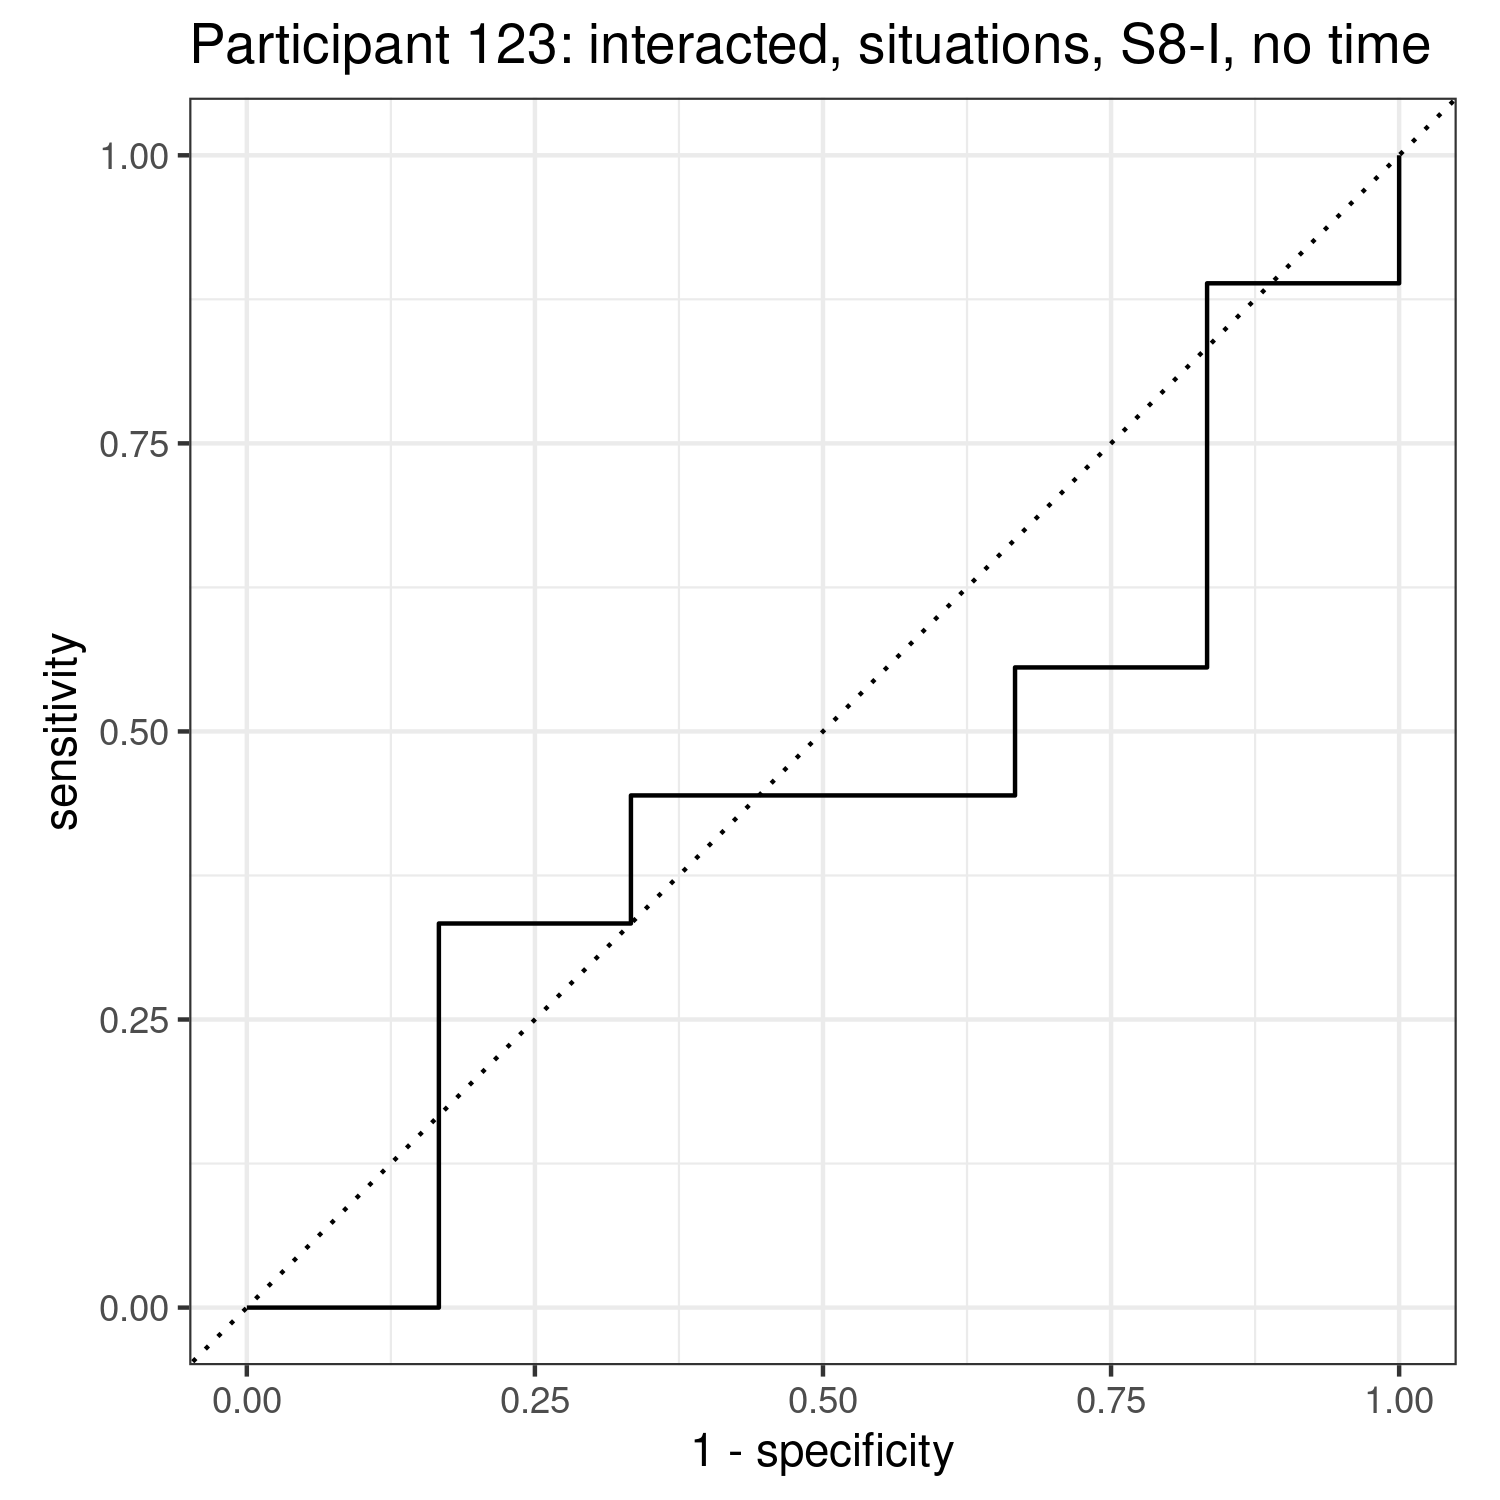 Participant 123: interacted, situations, S8-I, no time
1.00
0.75
0.50
0.25
0.00
sensitivity
0.00 0.25 0.50 0.75 1.00
1 - specificity